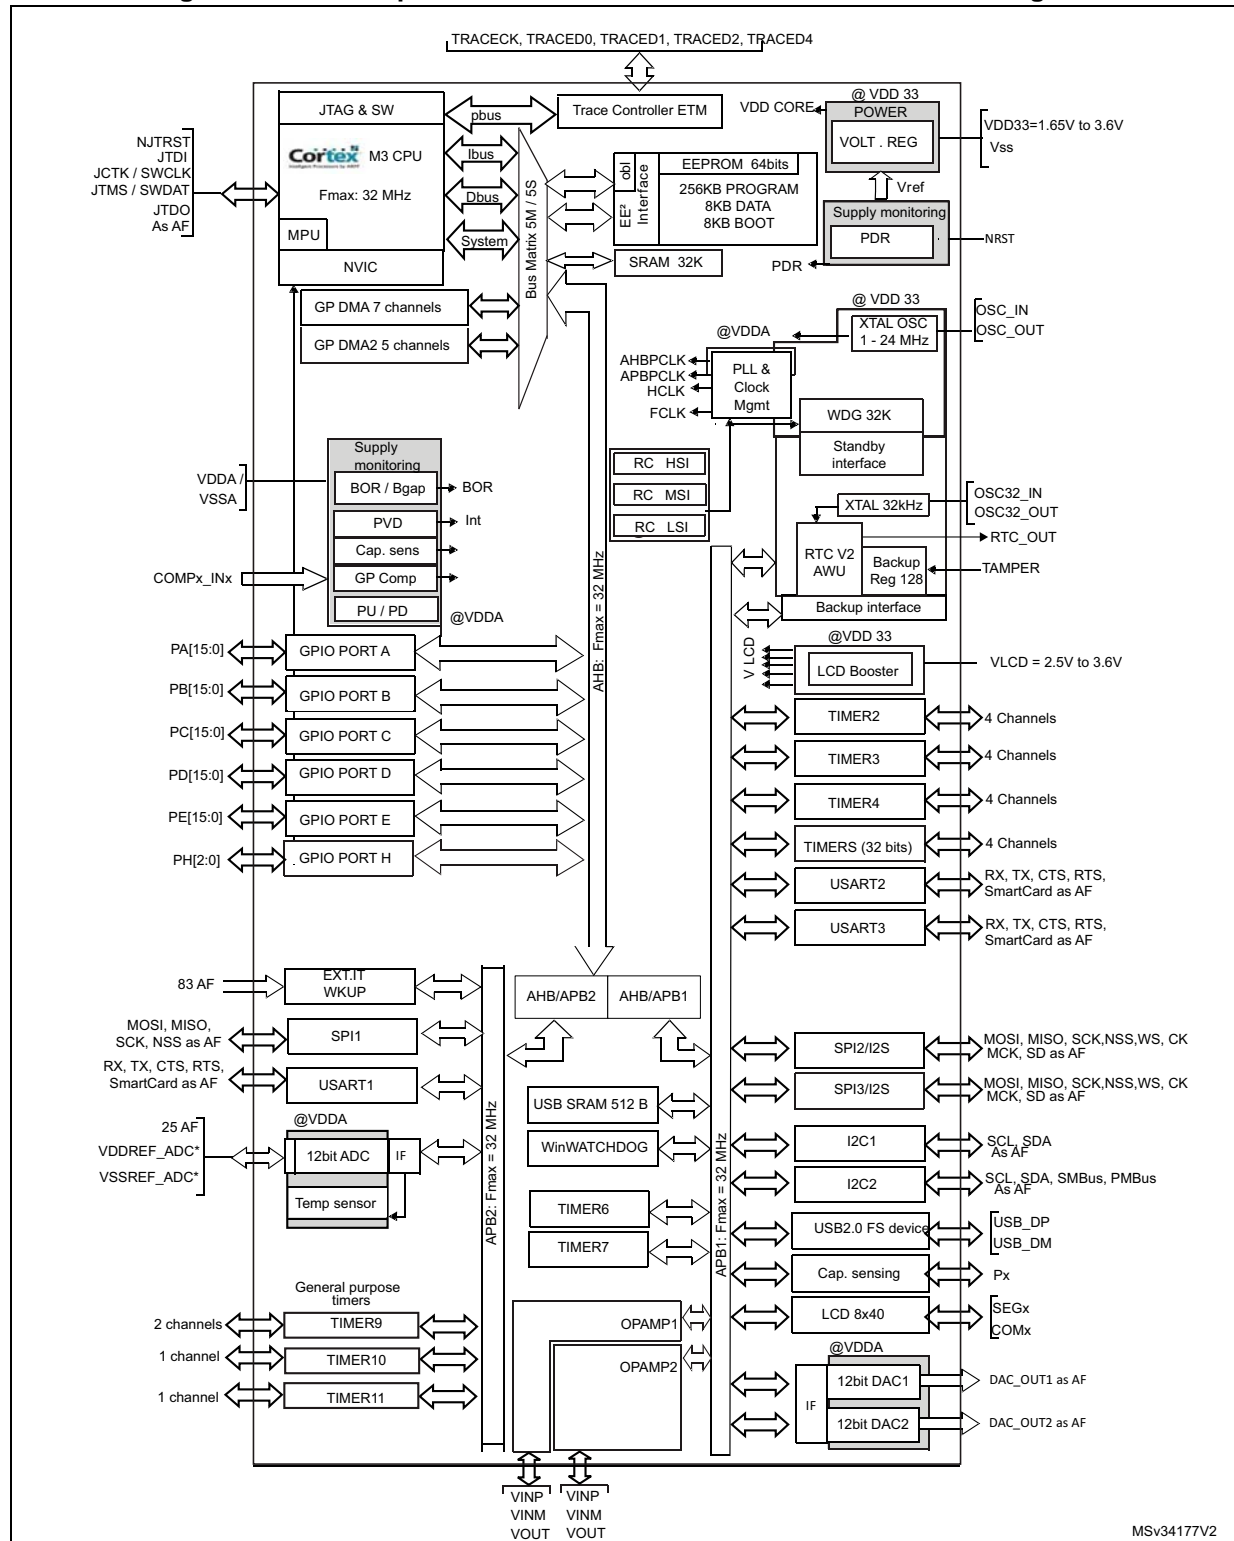 TRACECK, TRACED0, TRACED1, TRACED2, TRACED4
JTAG & SW
pbus
Trace Controller ETM
VDD CORE
@ VDD 33
POWER
VOLT . REG
VDD33=1.65V to 3.6V
Vss
NJTRST
JTDI
JCTK / SWCLK
JTMS / SWDAT
JTDO
As AF
Cortex M3 CPU
Intelligent Processors by ARM
Fmax: 32 MHz
MPU
NVIC
Ibus
Dbus
System
Bus Matrix 5M / 5S
EE² Interface
obl
EEPROM 64bits
256KB PROGRAM
8KB DATA
8KB BOOT
SRAM 32K
Vref
Supply monitoring
PDR
NRST
PDR
GP DMA 7 channels
GP DMA2 5 channels
@VDDA
@ VDD 33
XTAL OSC
1 - 24 MHz
OSC_IN
OSC_OUT
AHBPCLK
APBPCLK
HCLK
FCLK
PLL &
Clock
Mgmt
WDG 32K
Standby
interface
RC HSI
RC MSI
RC LSI
XTAL 32kHz
OSC32_IN
OSC32_OUT
RTC V2
AWU
RTC_OUT
Backup
Reg 128
TAMPER
Backup interface
VDDA /
VSSA
Supply
monitoring
BOR / Bgap
BOR
PVD
Int
Cap. sens
COMPx_INx
GP Comp
PU / PD
@VDDA
AHB: Fmax = 32 MHz
PA[15:0]
GPIO PORT A
PB[15:0]
GPIO PORT B
PC[15:0]
GPIO PORT C
PD[15:0]
GPIO PORT D
PE[15:0]
GPIO PORT E
PH[2:0]
GPIO PORT H
@VDD 33
V LCD
LCD Booster
VLCD = 2.5V to 3.6V
TIMER2
4 Channels
TIMER3
4 Channels
TIMER4
4 Channels
TIMERS (32 bits)
4 Channels
USART2
RX, TX, CTS, RTS,
SmartCard as AF
USART3
RX, TX, CTS, RTS,
SmartCard as AF
83 AF
EXT.IT
WKUP
AHB/APB2
AHB/APB1
MOSI, MISO,
SCK, NSS as AF
SPI1
RX, TX, CTS, RTS,
SmartCard as AF
USART1
@VDDA
25 AF
VDDREF_ADC*
VSSREF_ADC*
12bit ADC
IF
Temp sensor
APB2: Fmax = 32 MHz
USB SRAM 512 B
WinWATCHDOG
TIMER6
TIMER7
APB1: Fmax = 32 MHz
SPI2/I2S
MOSI, MISO, SCK,NSS,WS, CK
MCK, SD as AF
SPI3/I2S
MOSI, MISO, SCK,NSS,WS, CK
MCK, SD as AF
I2C1
SCL, SDA
As AF
I2C2
SCL, SDA, SMBus, PMBus
As AF
USB2.0 FS device
USB_DP
USB_DM
Cap. sensing
Px
LCD 8x40
SEGx
COMx
General purpose
timers
2 channels
TIMER9
1 channel
TIMER10
1 channel
TIMER11
OPAMP1
OPAMP2
@VDDA
IF
12bit DAC1
DAC_OUT1 as AF
12bit DAC2
DAC_OUT2 as AF
VINP
VINM
VOUT
VINP
VINM
VOUT
MSv34177V2